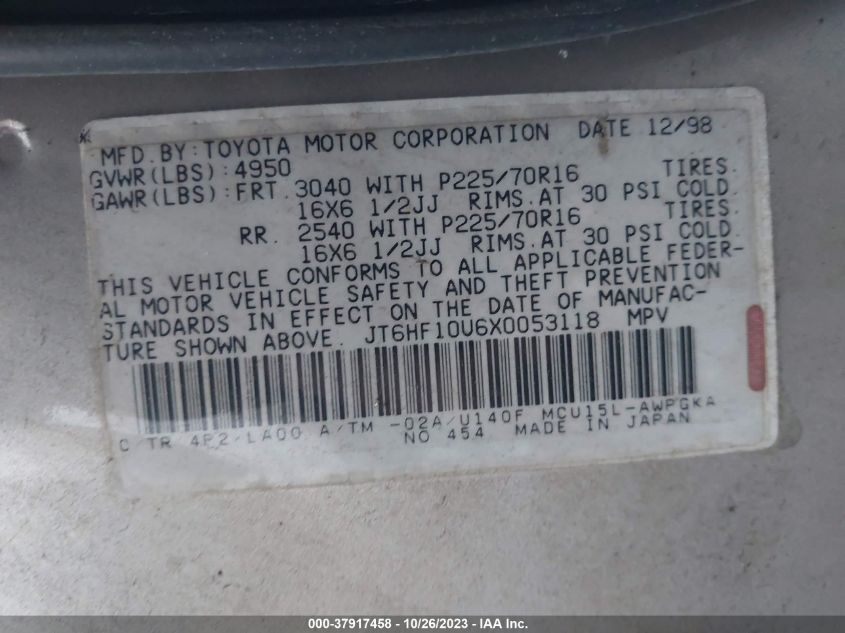 MFD.BY:TOYOTA MOTOR CORPORATION DATE 12/98
GVWR(LBS):4950
GAWR(LBS):FRT. 3040 WITH P225/70R16 TIRES.
16X6 1/2JJ RIMS.AT 30 PSI COLD.
RR. 2540 WITH P225/70R16 TIRES.
16X6 1/2JJ RIMS.AT 30 PSI COLD.
THIS VEHICLE CONFORMS TO ALL APPLICABLE FEDER-
AL MOTOR VEHICLE SAFETY AND THEFT PREVENTION
STANDARDS IN EFFECT ON THE DATE OF MANUFAC-
TURE SHOWN ABOVE. JT6HF10U6X0053118 MPV
C/TR 4P2/LA00 A/TM -02A/U140F MCU15L-AWPGKA
NO 454 MADE IN JAPAN
000-37917458 - 10/26/2023 - IAA Inc.